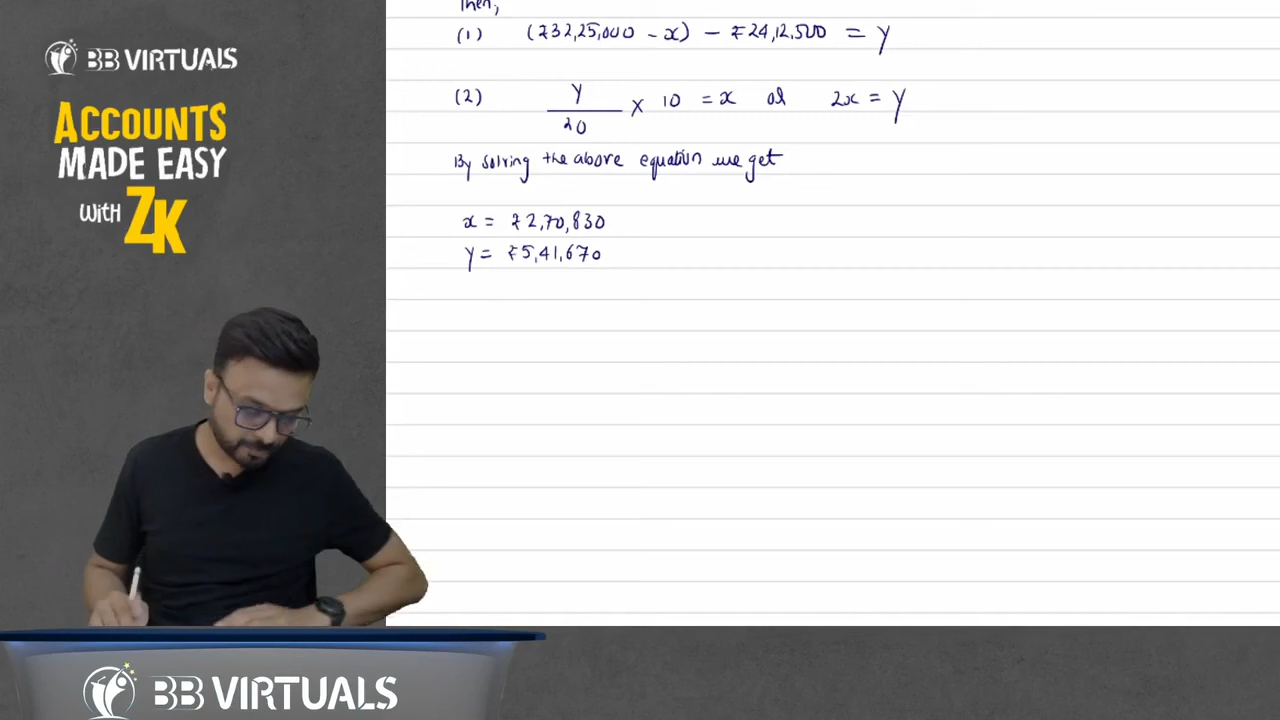 Then,
(1) (₹32,25,000 - x) - ₹24,12,500 = Y
BB VIRTUALS
(2) Y/20 × 10 = x or 2x = Y
ACCOUNTS
MADE EASY
with ZK
By solving the above equation we get
x = ₹2,70,830
Y = ₹5,41,670
BB VIRTUALS